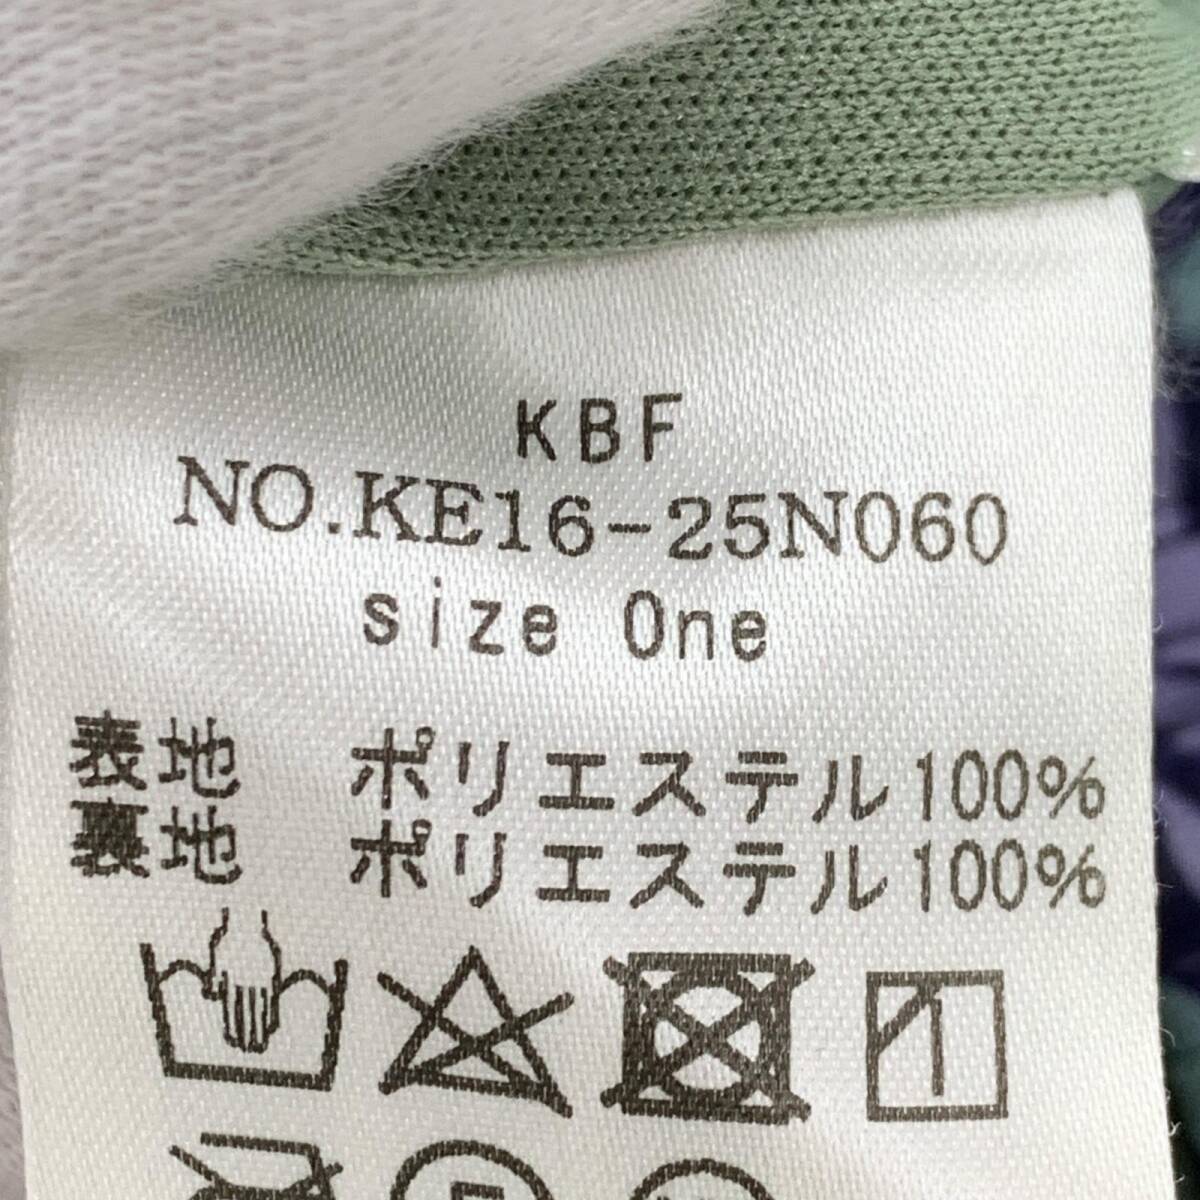 KBF
NO.KE16-25N060
size One
表地 ポリエステル100%
裏地 ポリエステル100%